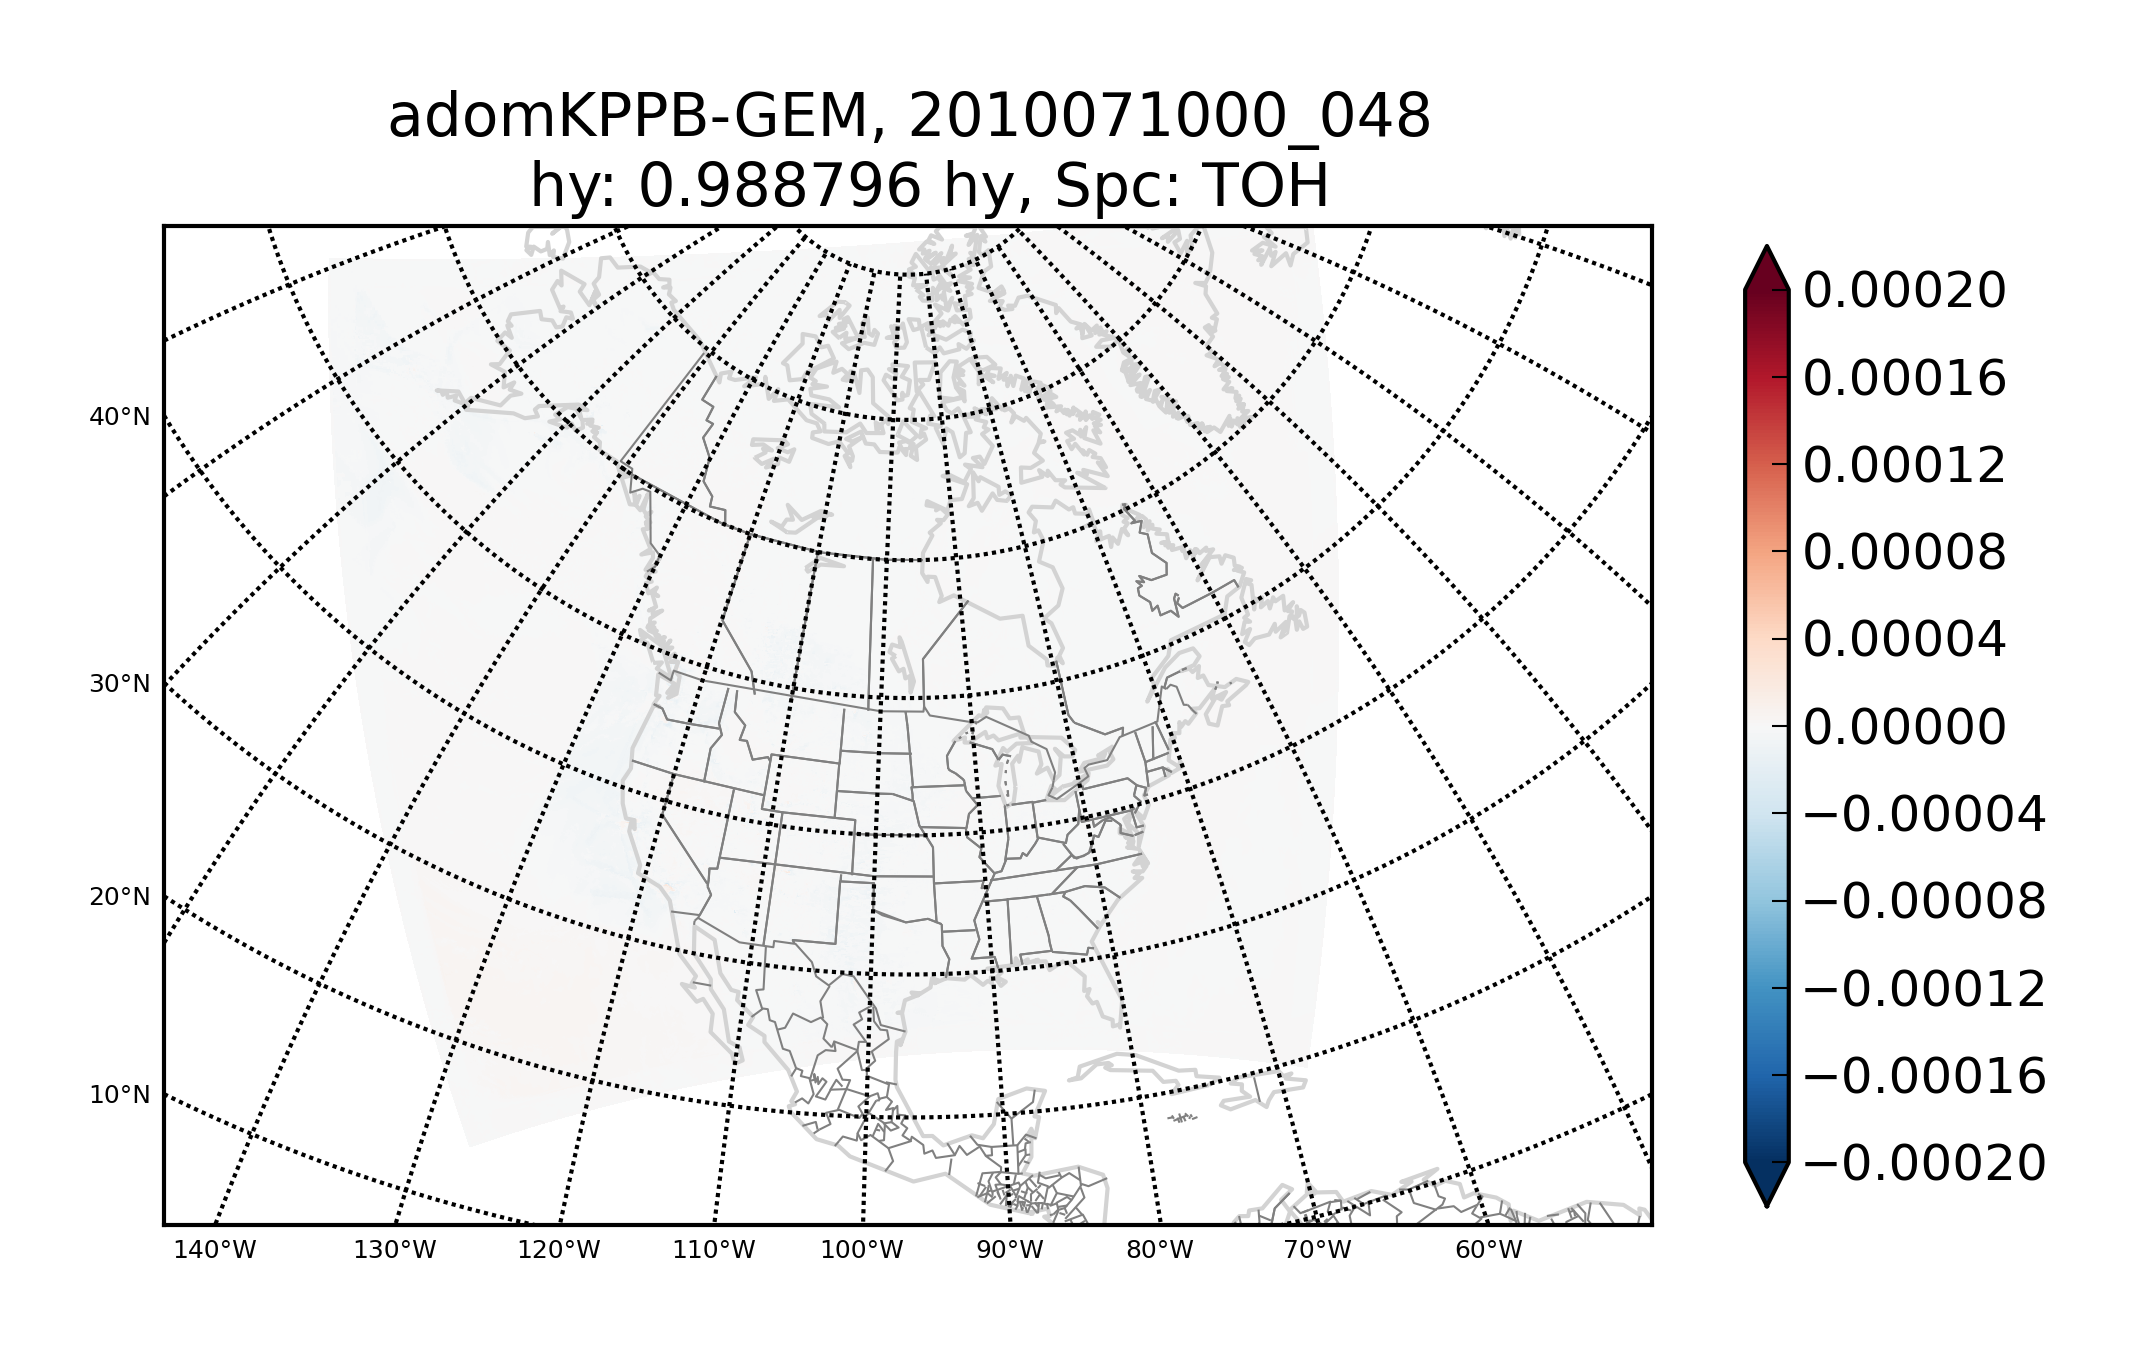 adomKPPB-GEM, 2010071000_048
hy: 0.988796 hy, Spc: TOH
40°N
30°N
20°N
10°N
140°W
130°W
120°W
110°W
100°W
90°W
80°W
70°W
60°W
0.00020
0.00016
0.00012
0.00008
0.00004
0.00000
−0.00004
−0.00008
−0.00012
−0.00016
−0.00020